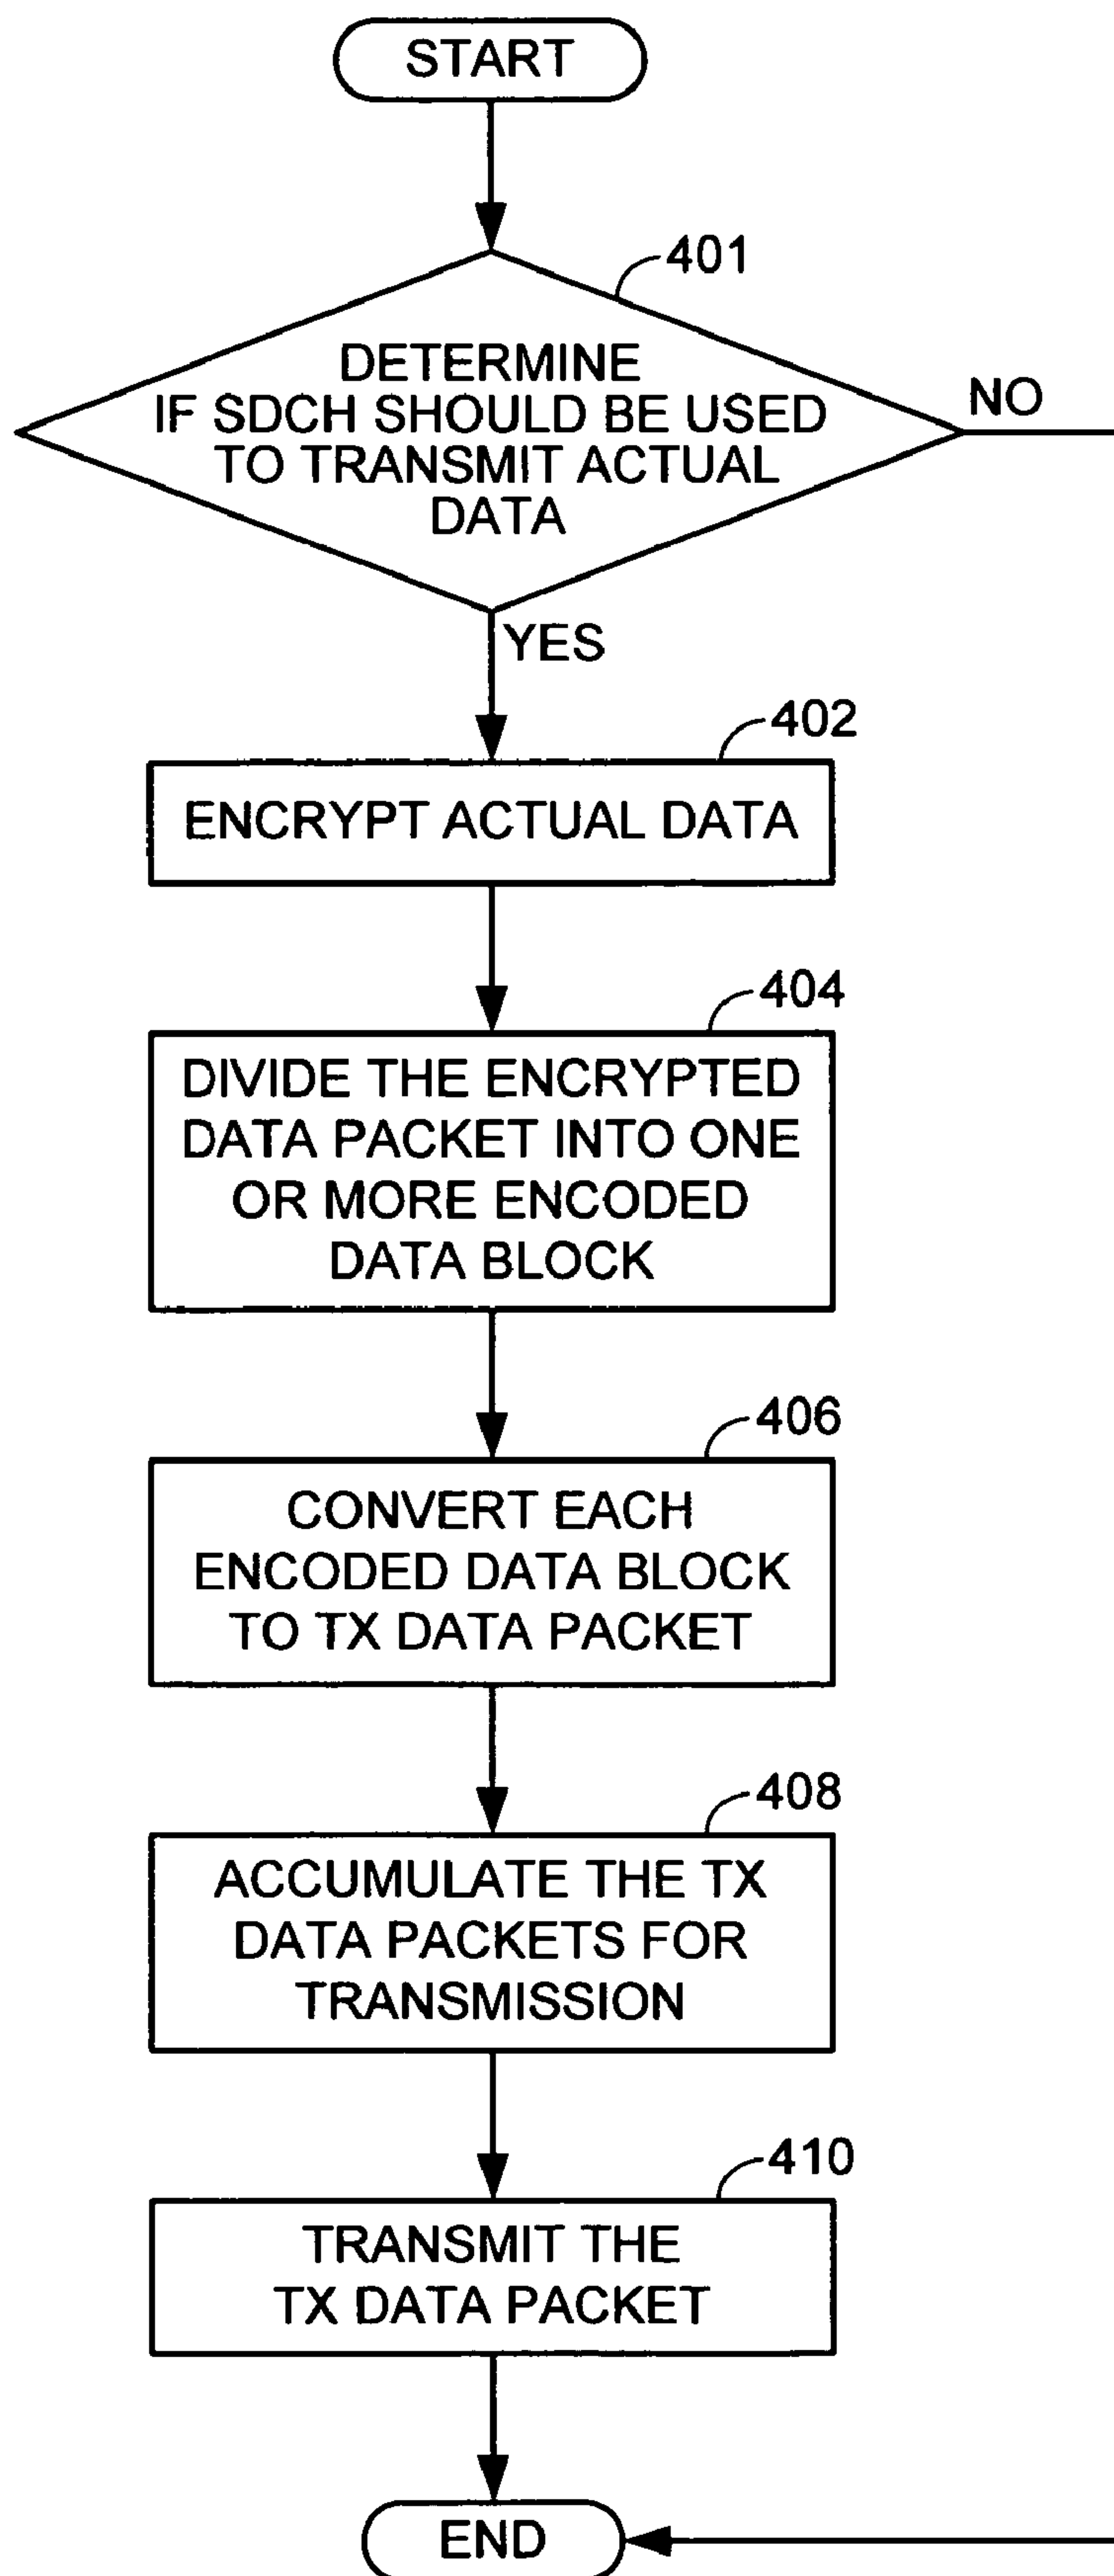 START
401
DETERMINE
IF SDCH SHOULD BE USED
TO TRANSMIT ACTUAL
DATA
NO
YES
402
ENCRYPT ACTUAL DATA
404
DIVIDE THE ENCRYPTED
DATA PACKET INTO ONE
OR MORE ENCODED
DATA BLOCK
406
CONVERT EACH
ENCODED DATA BLOCK
TO TX DATA PACKET
408
ACCUMULATE THE TX
DATA PACKETS FOR
TRANSMISSION
410
TRANSMIT THE
TX DATA PACKET
END